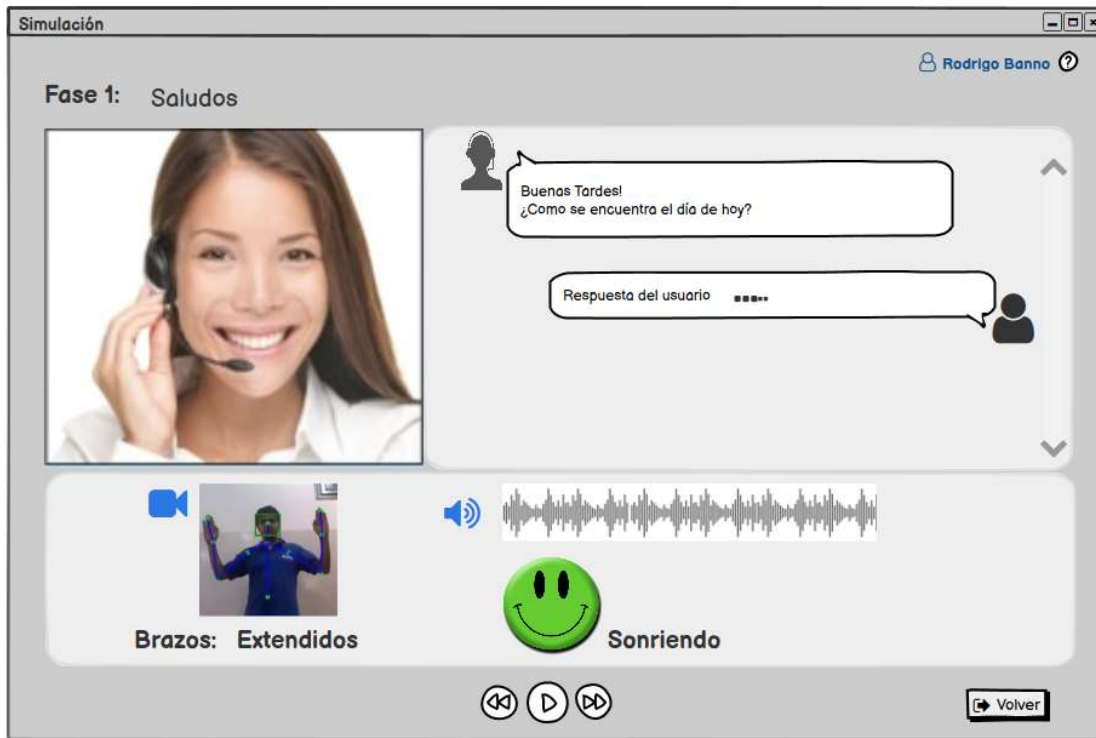 Simulación
Rodrigo Banno ?
Fase 1: Saludos
Buenas Tardes!
¿Como se encuentra el día de hoy?
Respuesta del usuario
Brazos: Extendidos
Sonriendo
Volver